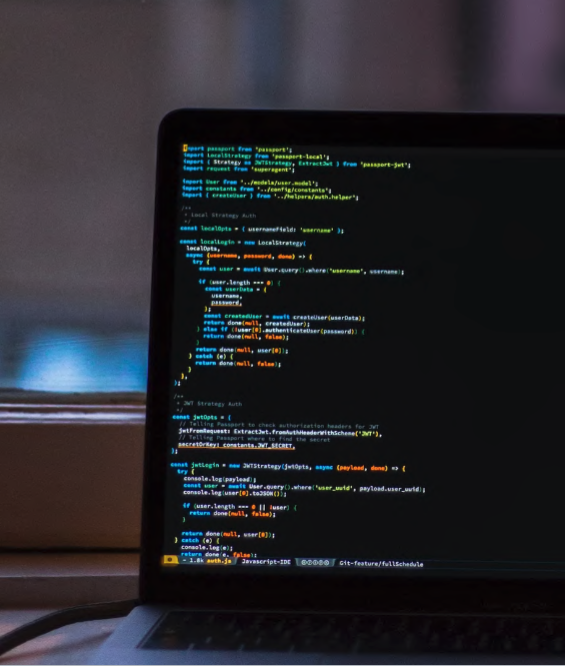 import passport from 'passport';
import LocalStrategy from 'passport-local';
import { Strategy as JWTStrategy, ExtractJwt } from 'passport-jwt';
import request from 'superagent';
import User from '../models/user.model';
import constants from '../config/constants';
import { createUser } from '../helpers/auth.helper';
/**
* Local Strategy Auth
*/
const localOpts = { usernameField: 'username' };
const localLogin = new LocalStrategy(
localOpts,
async (username, password, done) => {
try {
const user = await User.query().where('username', username);
if (user.length === 0) {
const userData = {
username,
password,
};
const createdUser = await createUser(userData);
return done(null, createdUser);
} else if (!user[0].authenticateUser(password)) {
return done(null, false);
}
return done(null, user[0]);
} catch (e) {
return done(null, false);
}
},
);
/**
* JWT Strategy Auth
*/
const jwtOpts = {
// Telling Passport to check authorization headers for JWT
jwtFromRequest: ExtractJwt.fromAuthHeaderWithScheme('JWT'),
// Telling Passport where to find the secret
secretOrKey: constants.JWT_SECRET,
};
const jwtLogin = new JWTStrategy(jwtOpts, async (payload, done) => {
try {
console.log(payload);
const user = await User.query().where('user_uuid', payload.user_uuid);
console.log(user[0].toJSON());
if (user.length === 0 || !user) {
return done(null, false);
}
return done(null, user[0]);
} catch (e) {
console.log(e);
return done(e, false);
- 1.8k auth.js Javascript-IDE Git-feature/fullSchedule